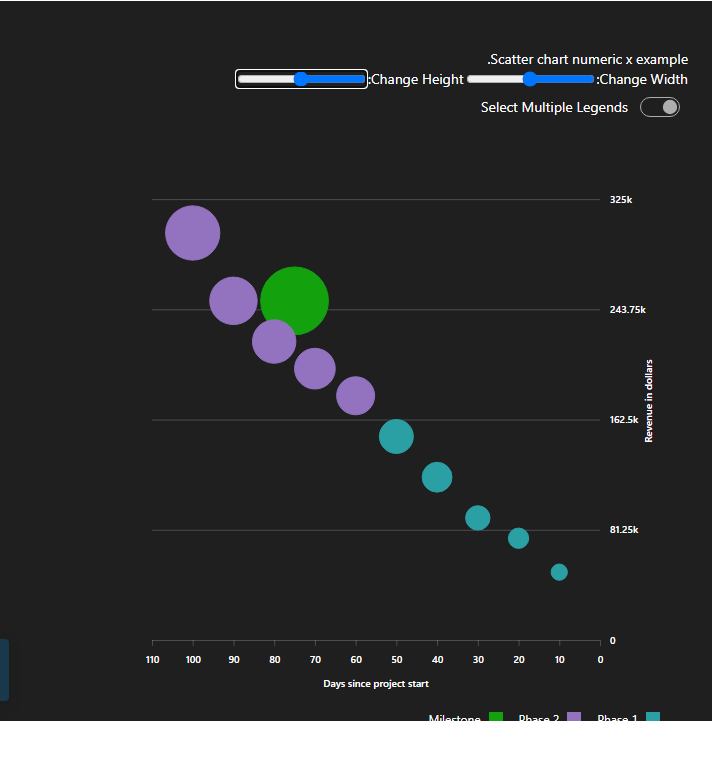 .Scatter chart numeric x example
:Change Height :Change Width
Select Multiple Legends
325k
243.75k
162.5k
81.25k
0
Revenue in dollars
110 100 90 80 70 60 50 40 30 20 10 0
Days since project start
Milestone Phase 2 Phase 1